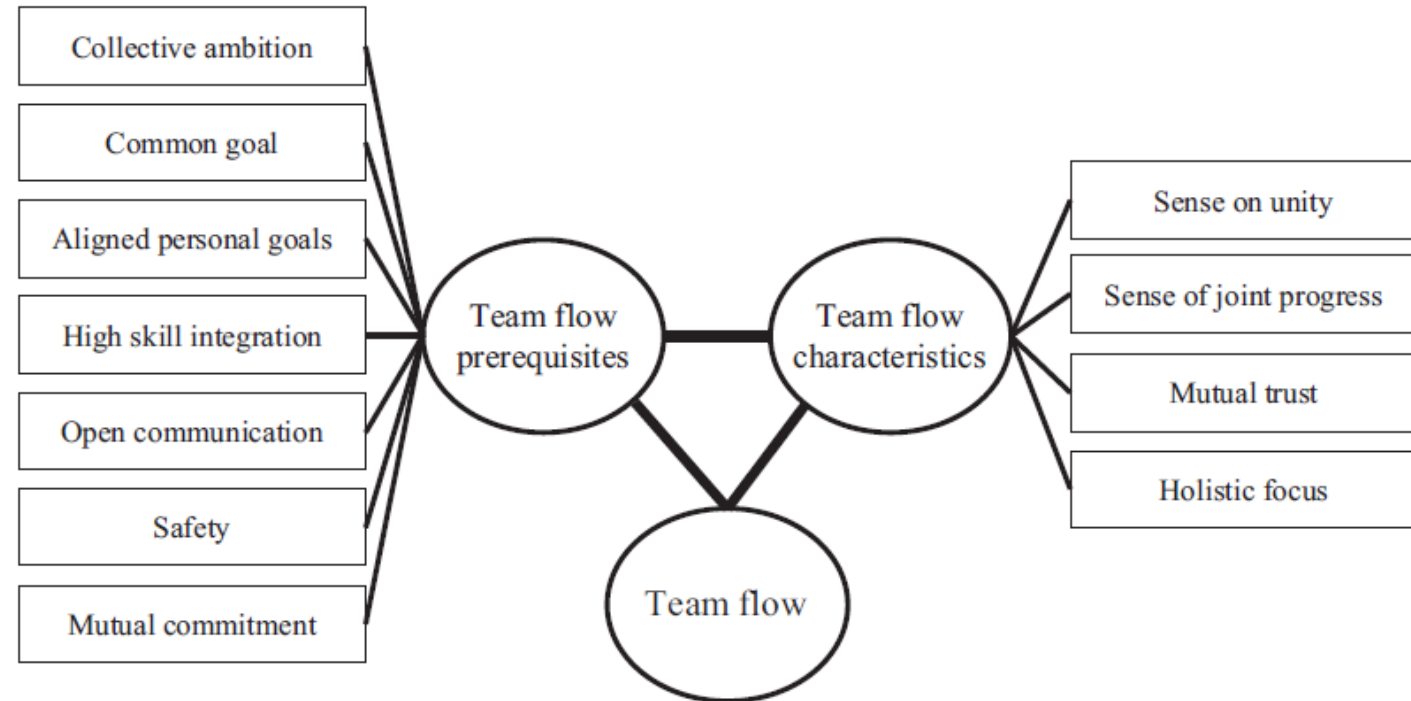 Collective ambition
Common goal
Aligned personal goals
High skill integration
Open communication
Safety
Mutual commitment
Team flow
prerequisites
Team flow
characteristics
Team flow
Sense on unity
Sense of joint progress
Mutual trust
Holistic focus